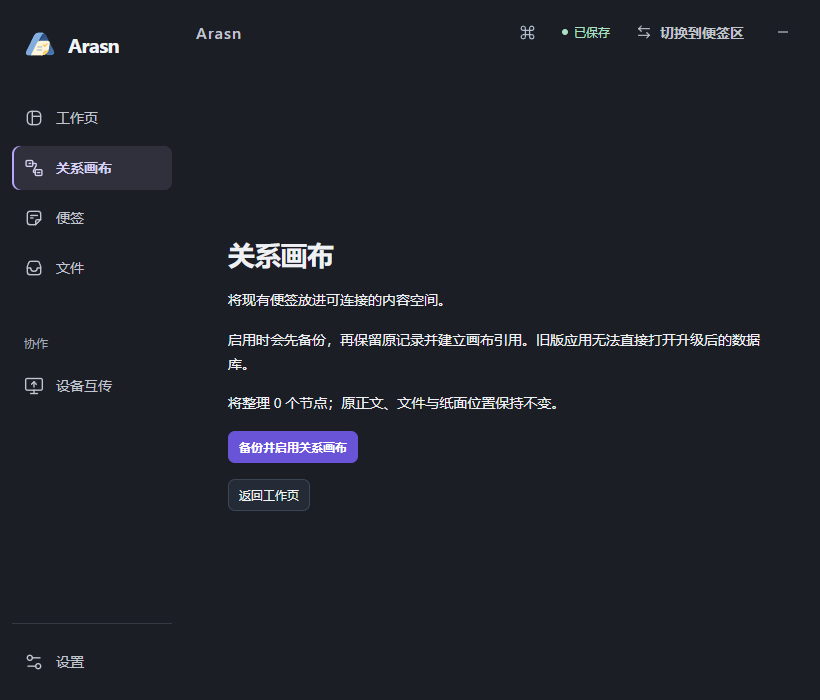 Arasn
Arasn
已保存
切换到便签区
工作页
关系画布
便签
文件
协作
设备互传
设置
关系画布
将现有便签放进可连接的内容空间。
启用时会先备份，再保留原记录并建立画布引用。旧版应用无法直接打开升级后的数据
库。
将整理 0 个节点；原正文、文件与纸面位置保持不变。
备份并启用关系画布
返回工作页